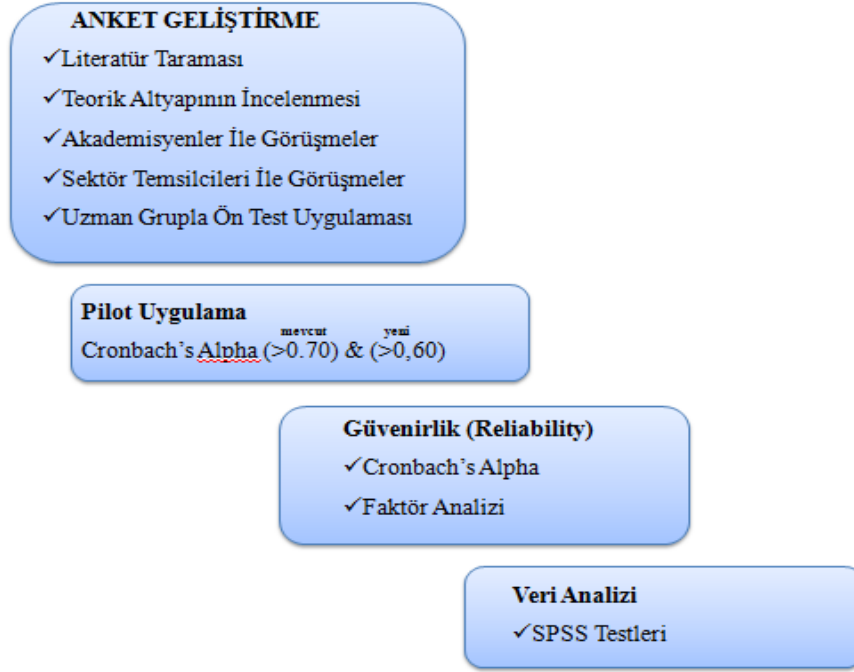 ANKET GELİŞTİRME
✓Literatür Taraması
✓Teorik Altyapının İncelenmesi
✓Akademisyenler İle Görüşmeler
✓Sektör Temsilcileri İle Görüşmeler
✓Uzman Grupla Ön Test Uygulaması
Pilot Uygulama
mevcut yeni
Cronbach’s Alpha (>0.70) & (>0,60)
Güvenirlik (Reliability)
✓Cronbach’s Alpha
✓Faktör Analizi
Veri Analizi
✓SPSS Testleri